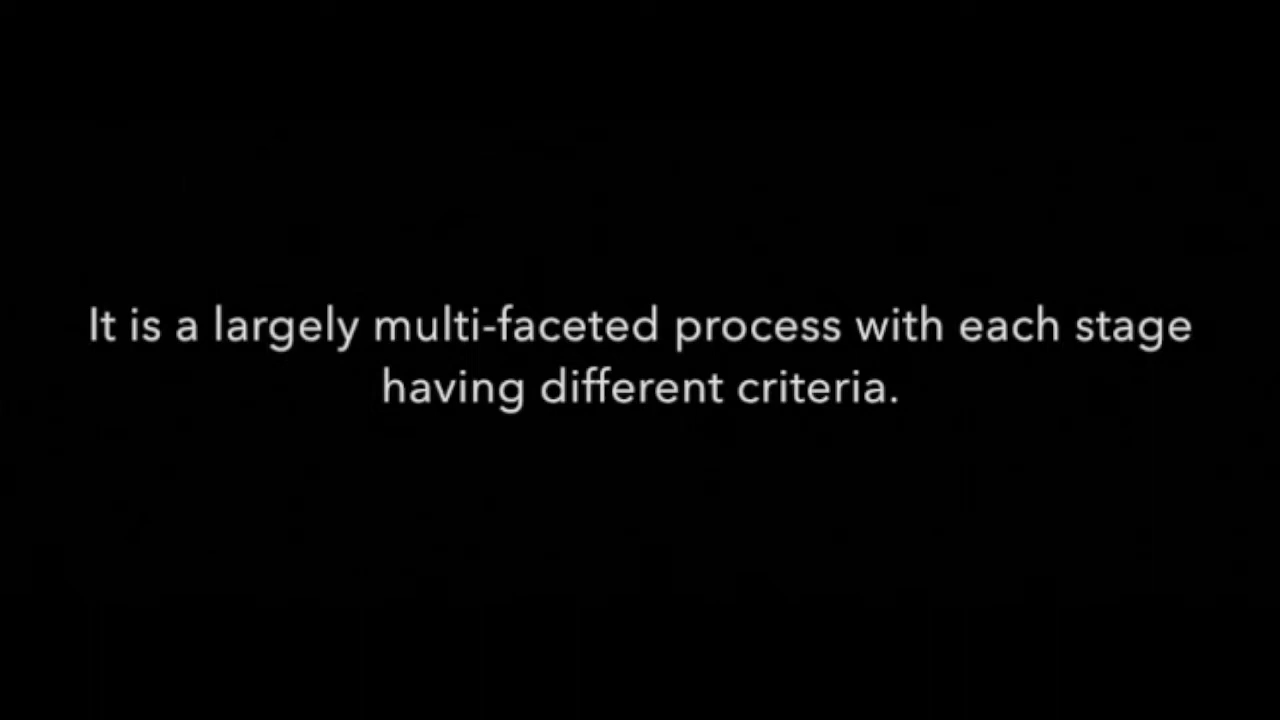 It is a largely multi-faceted process with each stage
having different criteria.